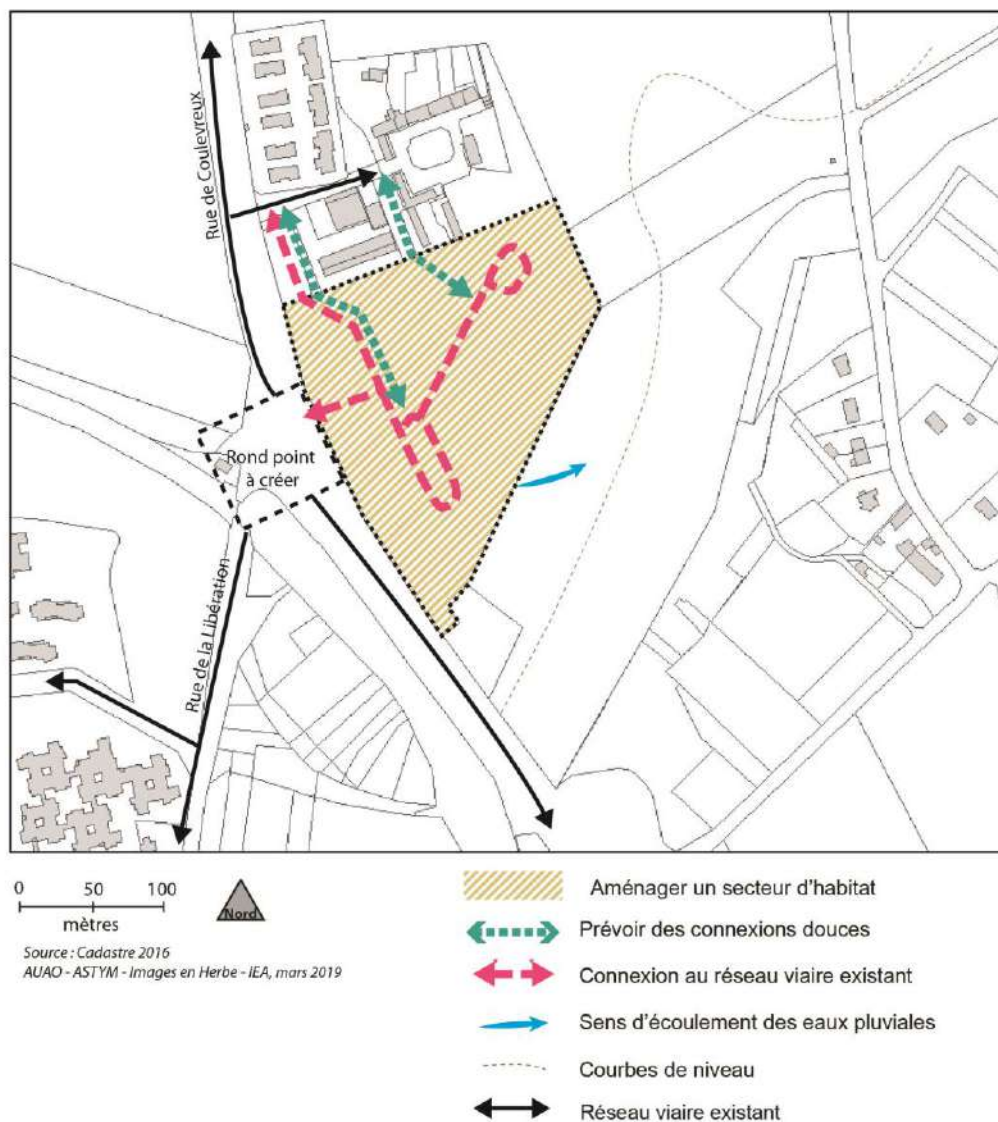 Rue de Coulevreux
Rond point
à créer
Rue de la Libération
0 50 100
mètres
Nord
Source : Cadastre 2016
AUAO - ASTYM - Images en Herbe - IEA, mars 2019
Aménager un secteur d'habitat
Prévoir des connexions douces
Connexion au réseau viaire existant
Sens d'écoulement des eaux pluviales
Courbes de niveau
Réseau viaire existant